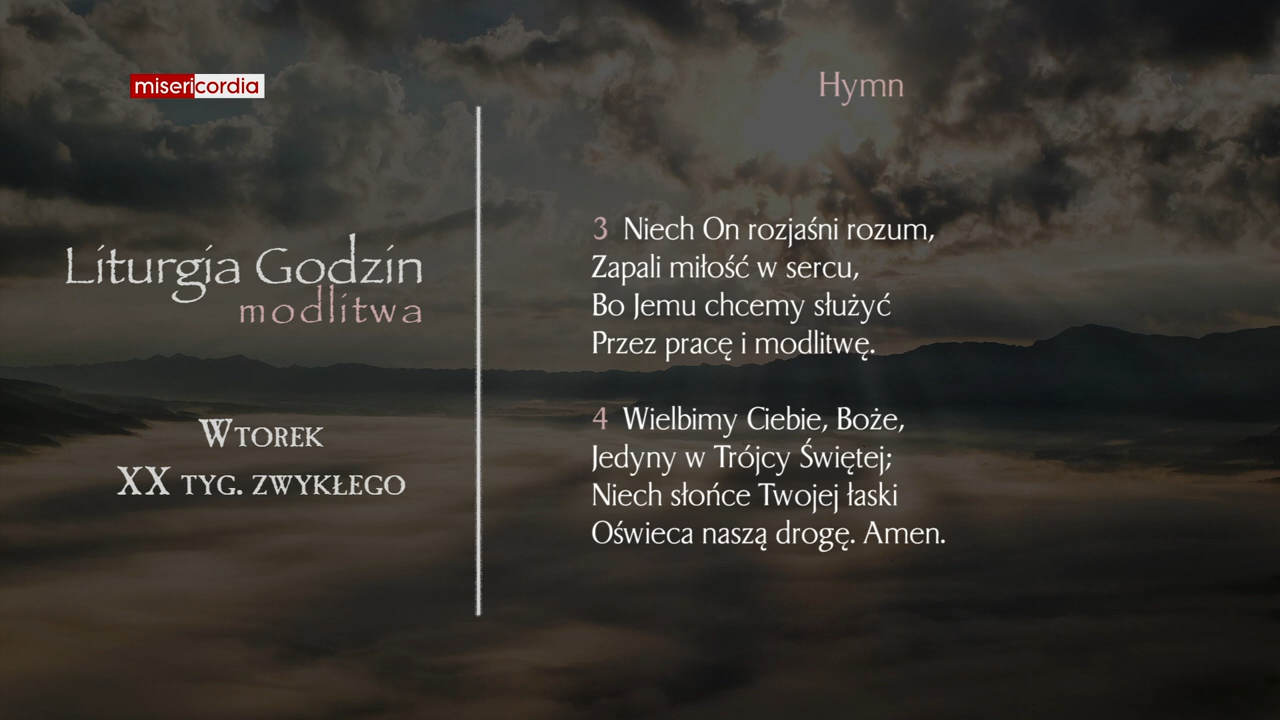 misericordia
Liturgia Godzin
modlitwa
Wtorek
XX tyg. zwykłego
Hymn
3 Niech On rozjaśni rozum,
Zapali miłość w sercu,
Bo Jemu chcemy służyć
Przez pracę i modlitwę.
4 Wielbimy Ciebie, Boże,
Jedyny w Trójcy Świętej;
Niech słońce Twojej łaski
Oświeca naszą drogę. Amen.